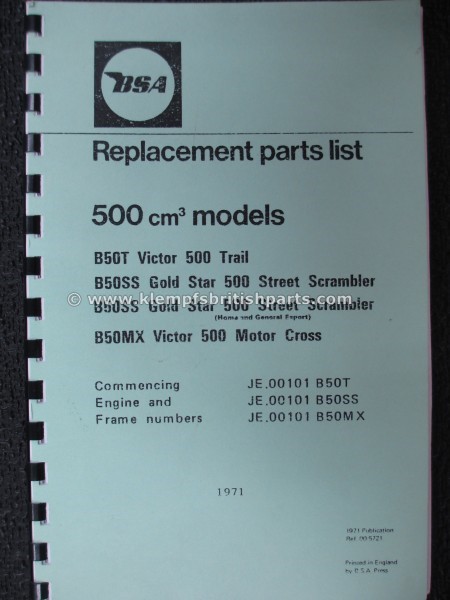 BSA
Replacement parts list
500 cm³ models
B50T Victor 500 Trail
B50SS Gold Star 500 Street Scrambler
© www.klempfsbritishparts.com
B50SS Gold Star 500 Street Scrambler
(Home and General Export)
B50MX Victor 500 Motor Cross
Commencing JE.00101 B50T
Engine and JE.00101 B50SS
Frame numbers JE.00101 B50MX
1971
1971 Publication
Ref. 00-5721
Printed in England
by B.S.A. Press